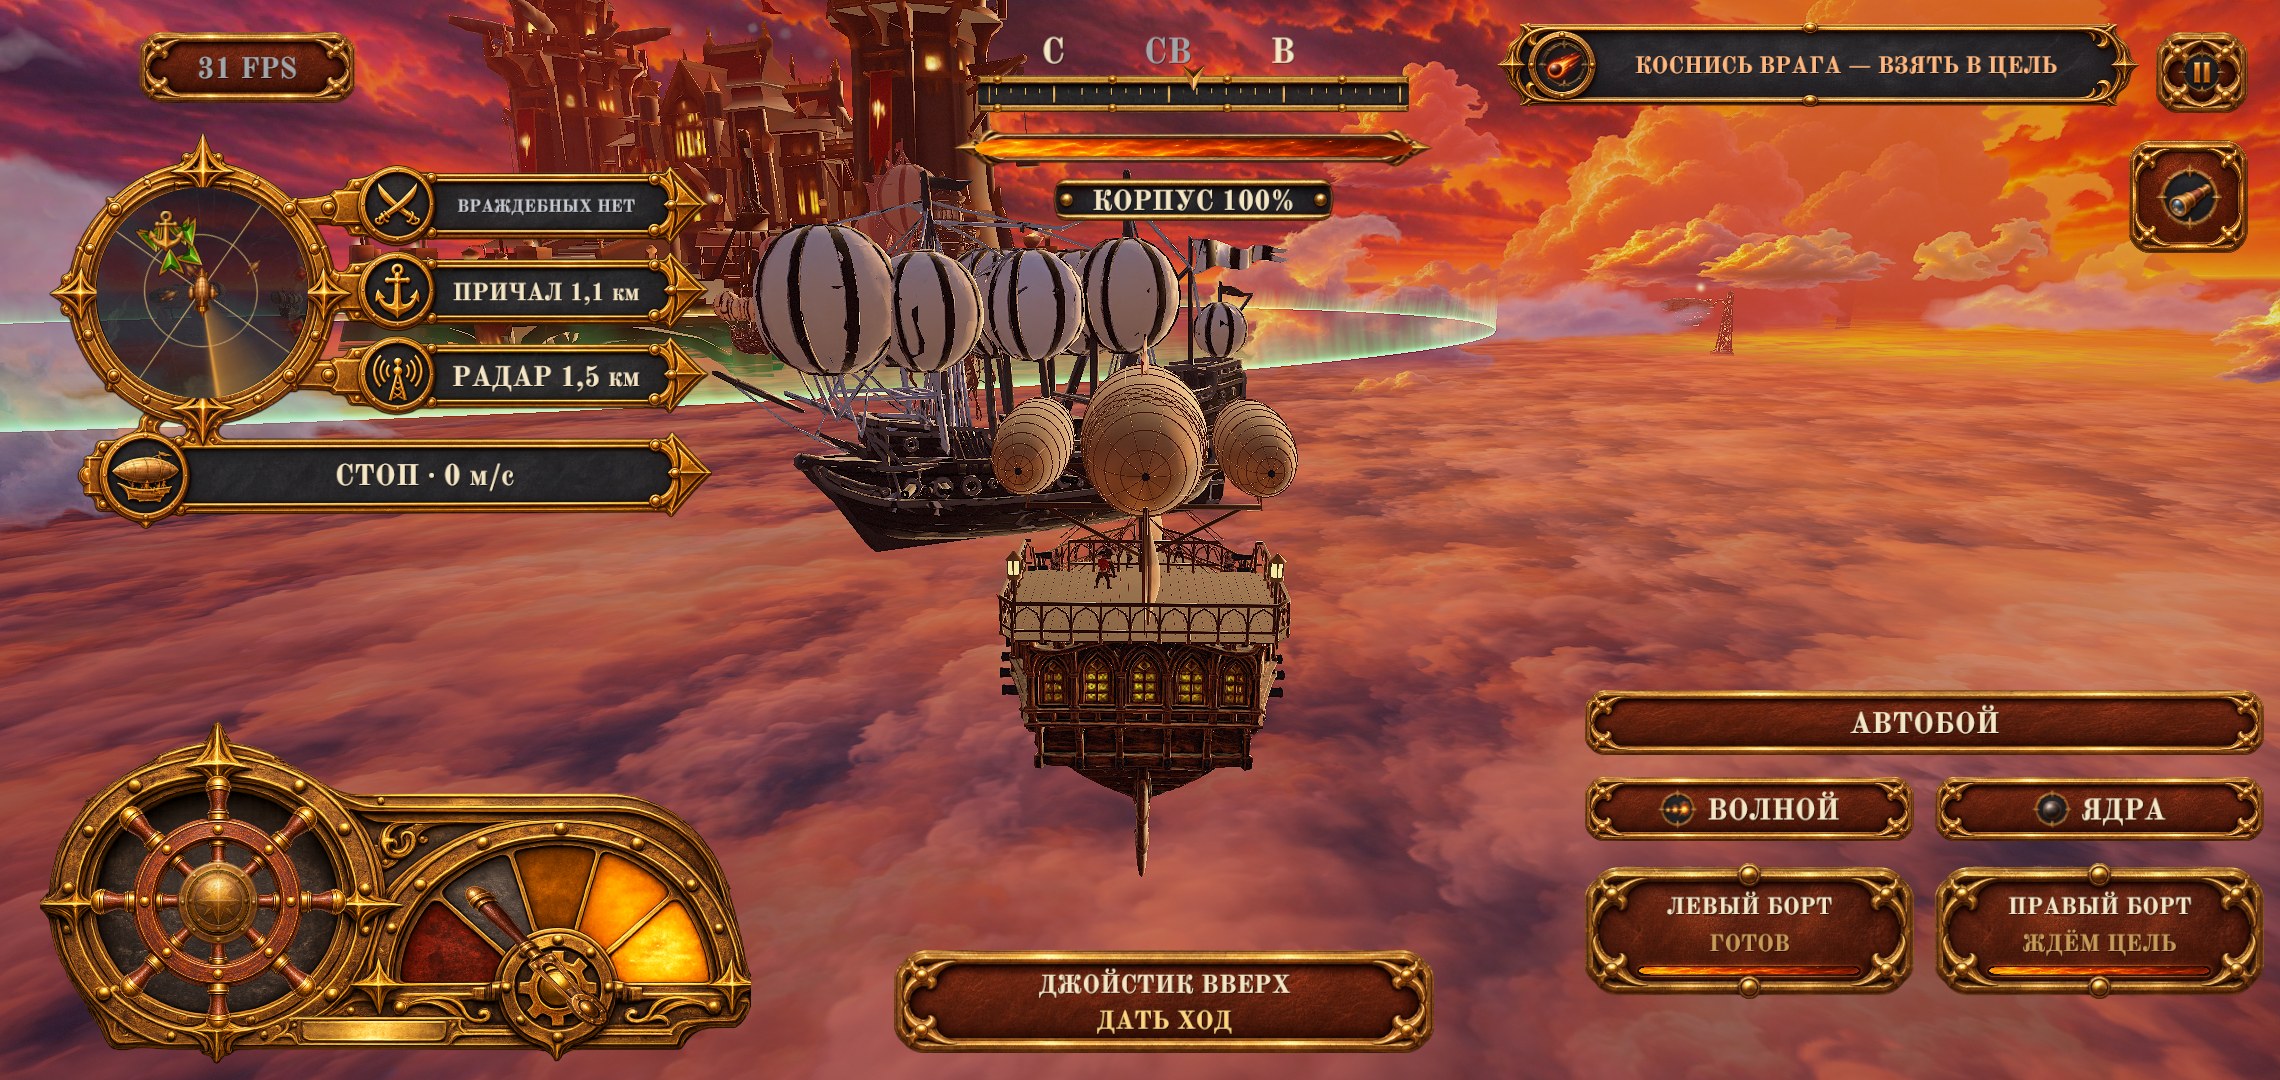 31 FPS
С СВ В
КОСНИСЬ ВРАГА — ВЗЯТЬ В ЦЕЛЬ
КОРПУС 100%
ВРАЖДЕБНЫХ НЕТ
ПРИЧАЛ 1,1 км
РАДАР 1,5 км
СТОП · 0 м/с
АВТОБОЙ
ВОЛНОЙ
ЯДРА
ЛЕВЫЙ БОРТ
ГОТОВ
ПРАВЫЙ БОРТ
ЖДЁМ ЦЕЛЬ
ДЖОЙСТИК ВВЕРХ
ДАТЬ ХОД